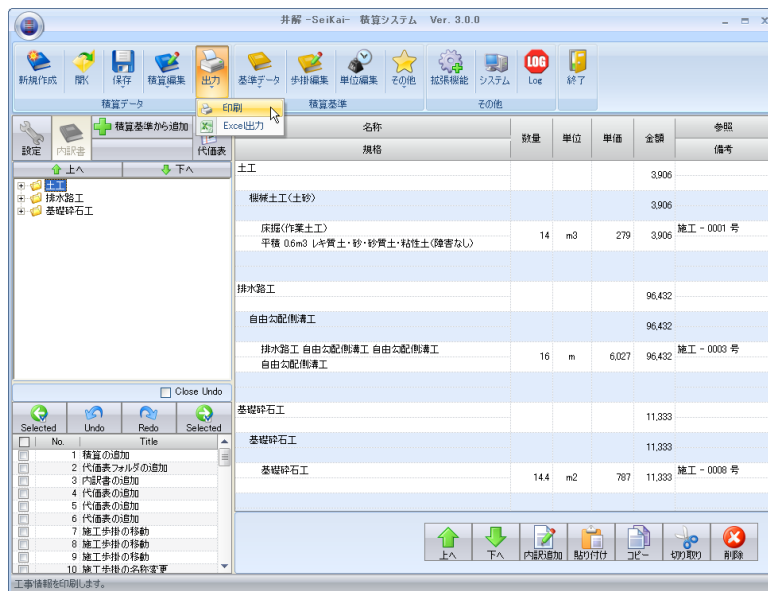 井解 -SeiKai- 積算システム Ver. 3.0.0
新規作成 開く 保存 積算編集 出力 基準データ 歩掛編集 単位編集 その他 拡張機能 システム Log 終了
LOG
積算データ 積算基準 その他
印刷
Excel出力
設定 内訳書 積算基準から追加 代価表
上へ 下へ
土工
排水路工
基礎砕石工
名称 数量 単位 単価 金額 参照
規格 備考
土工 3,906
機械土工(土砂) 3,906
床掘(作業土工) 14 m3 279 3,906 施工 - 0001 号
平積 0.6m3 レキ質土・砂・砂質土・粘性土(障害なし)
排水路工 96,432
自由勾配側溝工 96,432
排水路工 自由勾配側溝工 自由勾配側溝工 16 m 6,027 96,432 施工 - 0003 号
自由勾配側溝工
基礎砕石工 11,333
基礎砕石工 11,333
基礎砕石工 14.4 m2 787 11,333 施工 - 0008 号
Close Undo
Selected Undo Redo Selected
No. Title
1 積算の追加
2 代価表フォルダの追加
3 内訳書の追加
4 代価表の追加
5 代価表の追加
6 代価表の追加
7 施工歩掛の移動
8 施工歩掛の移動
9 施工歩掛の移動
10 施工歩掛の名称変更
上へ 下へ 内訳追加 貼り付け コピー 切り取り 削除
工事情報を印刷します。